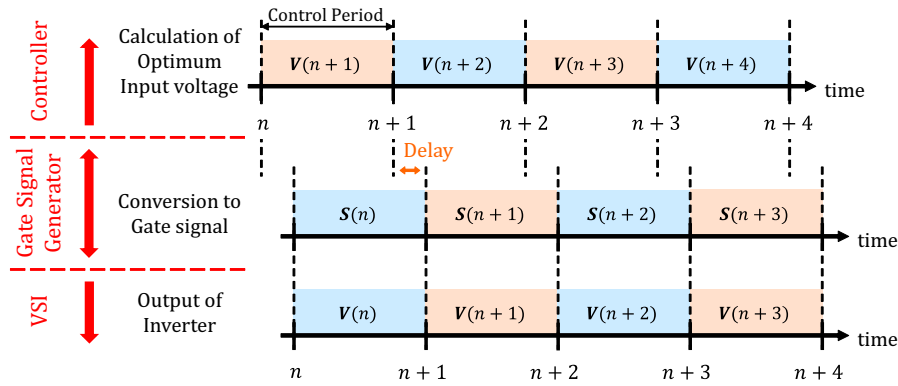 Control Period
Controller
Calculation of
Optimum
Input voltage
V(n + 1)
V(n + 2)
V(n + 3)
V(n + 4)
time
n
n + 1
n + 2
n + 3
n + 4
Delay
Gate Signal
Generator
Conversion to
Gate signal
S(n)
S(n + 1)
S(n + 2)
S(n + 3)
time
VSI
Output of
Inverter
V(n)
V(n + 1)
V(n + 2)
V(n + 3)
time
n
n + 1
n + 2
n + 3
n + 4